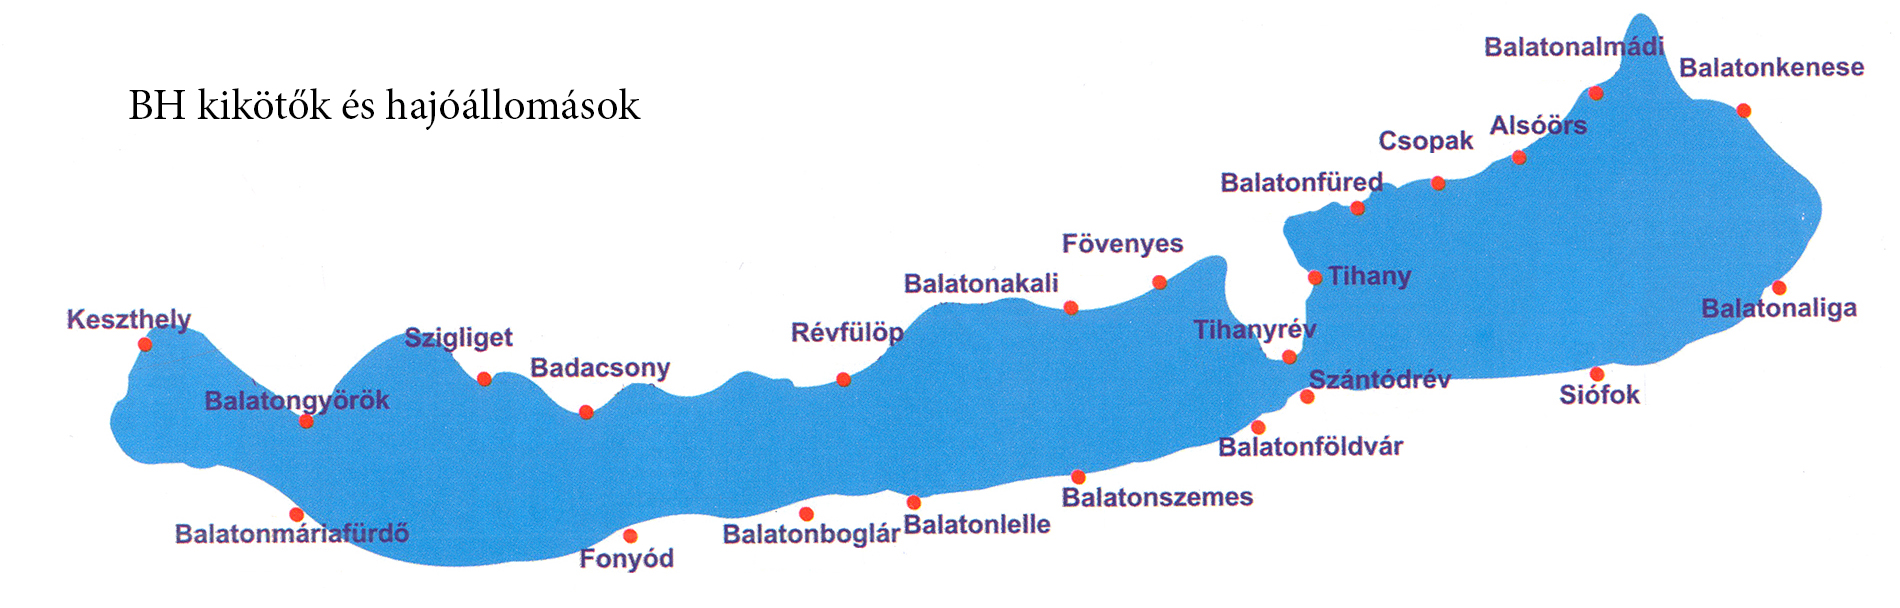 BH kikötők és hajóállomások
Balatonalmádi
Balatonkenese
Alsóörs
Csopak
Balatonfüred
Fövenyes
Tihany
Balatonakali
Balatonaliga
Keszthely
Tihanyrév
Révfülöp
Szigliget
Badacsony
Szántódrév
Siófok
Balatongyörök
Balatonföldvár
Balatonszemes
Balatonlelle
Balatonmáriafürdő
Balatonboglár
Fonyód